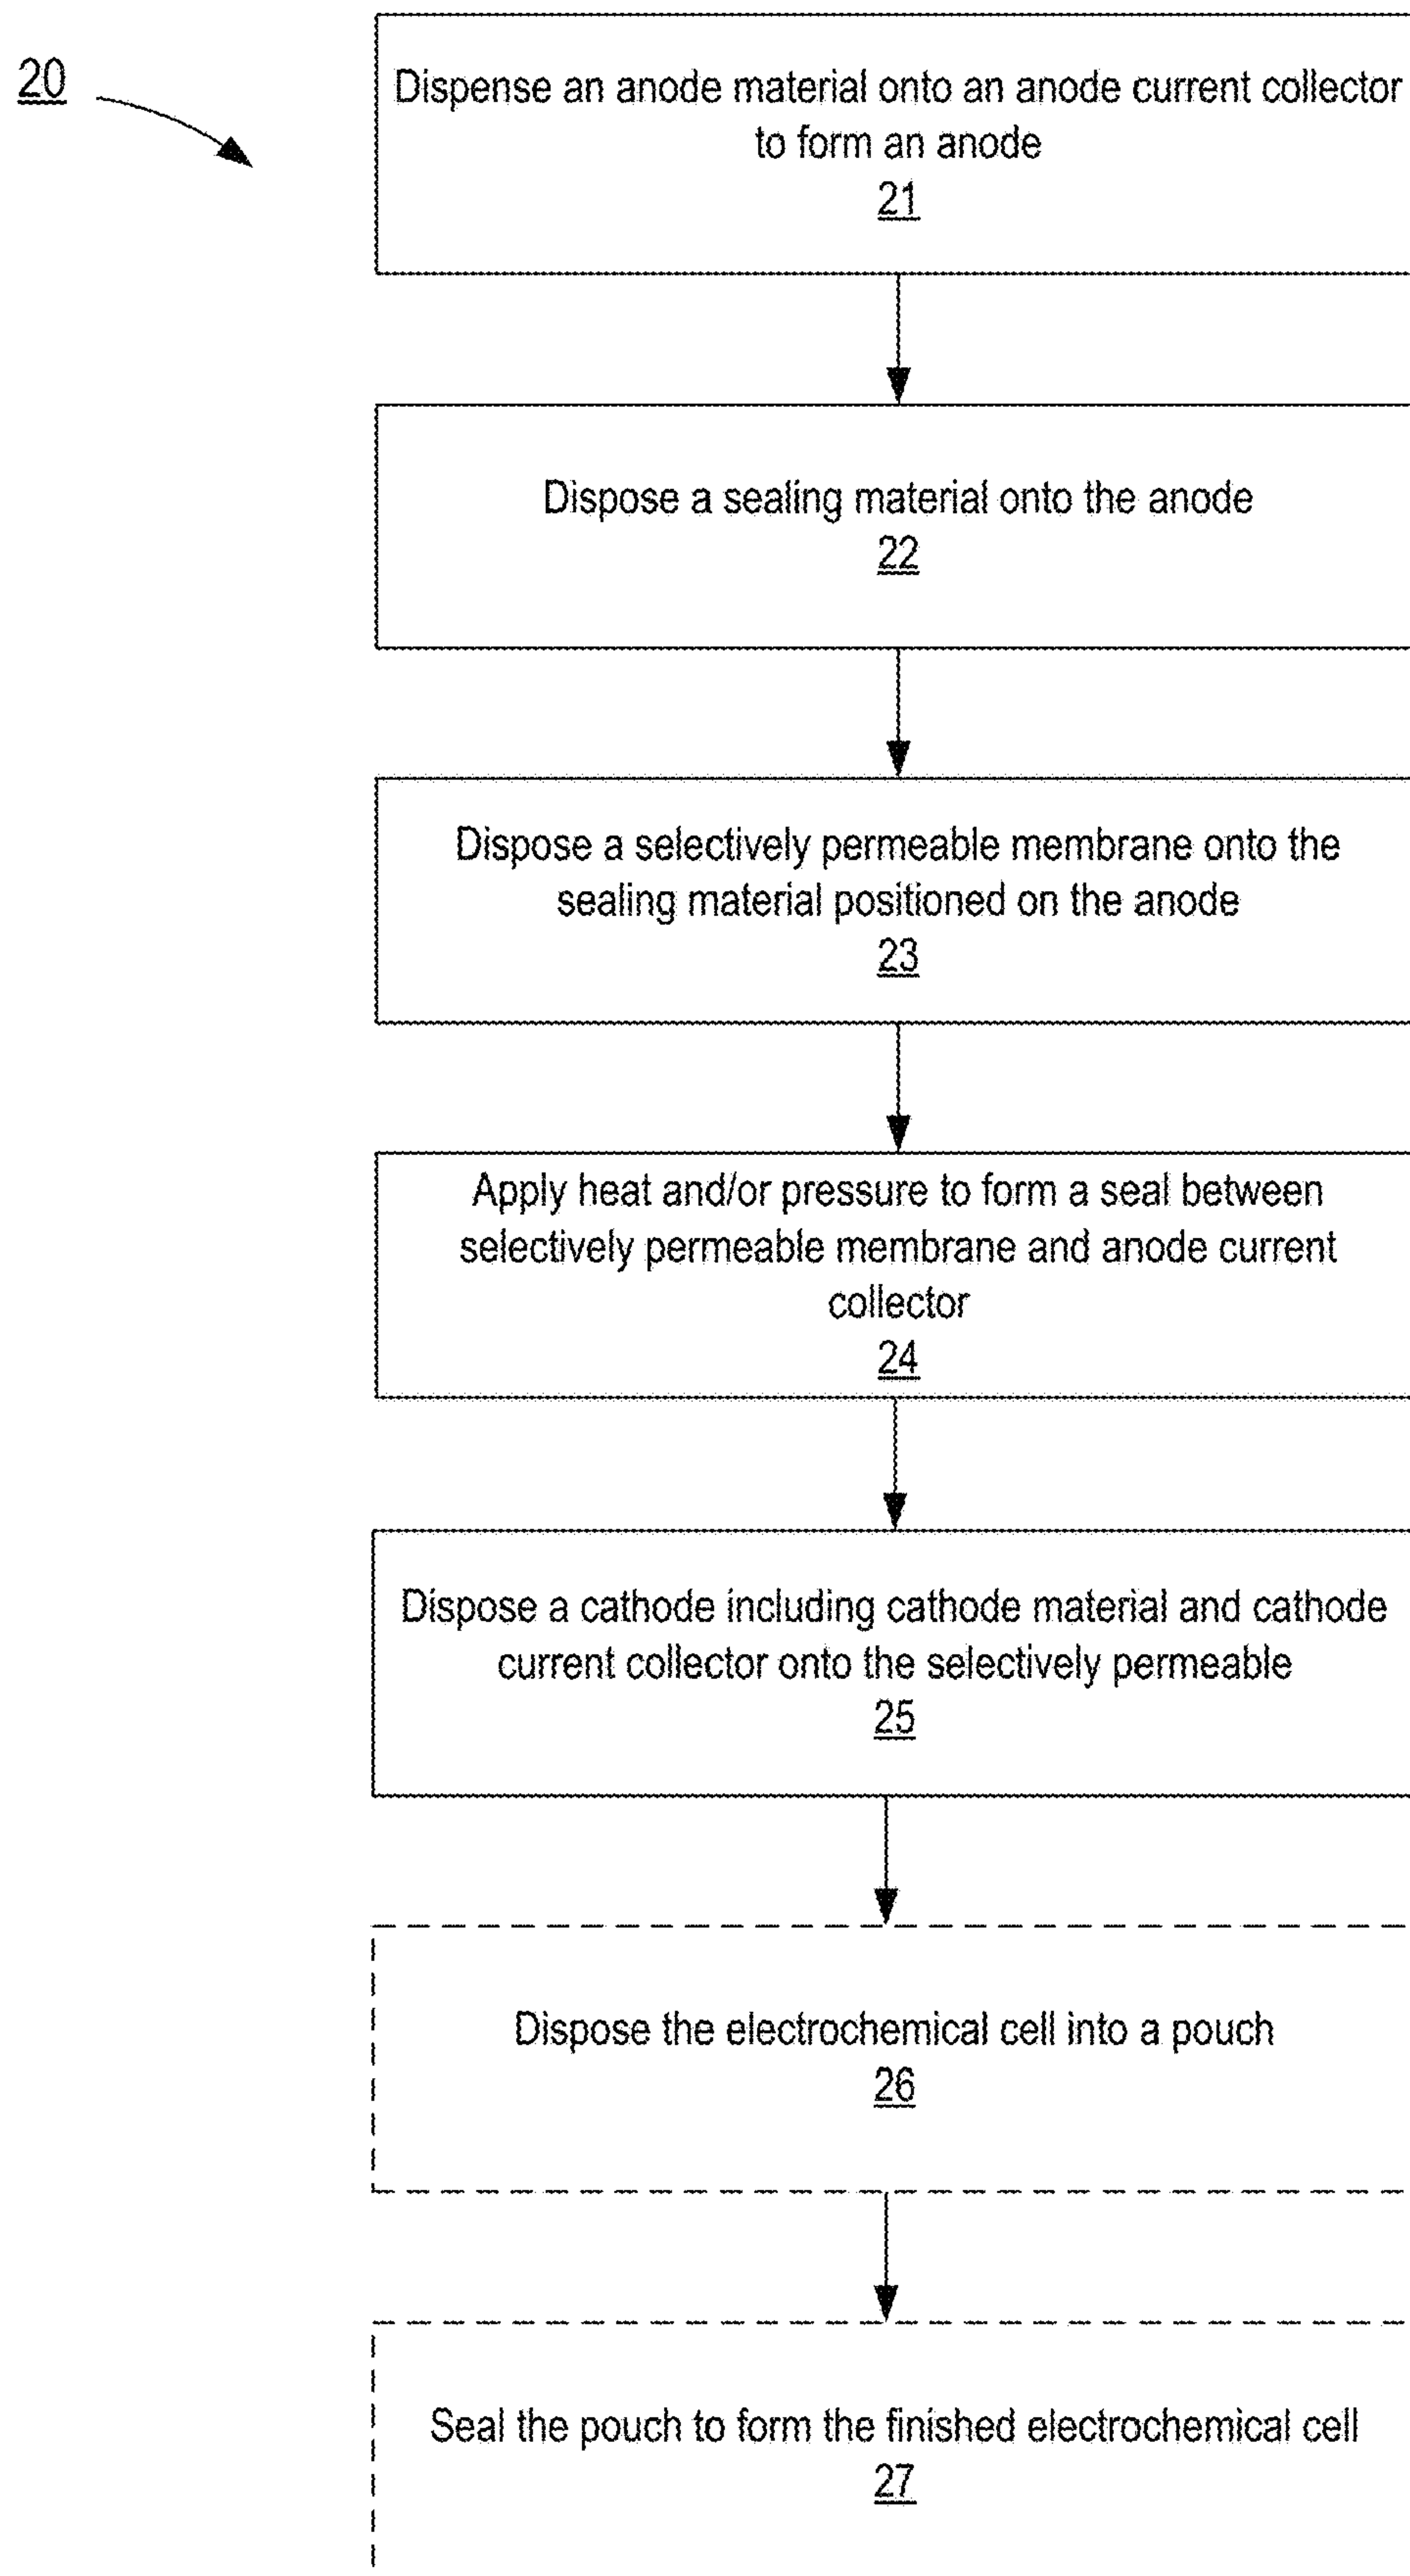 20
Dispense an anode material onto an anode current collector
to form an anode
21
Dispose a sealing material onto the anode
22
Dispose a selectively permeable membrane onto the
sealing material positioned on the anode
23
Apply heat and/or pressure to form a seal between
selectively permeable membrane and anode current
collector
24
Dispose a cathode including cathode material and cathode
current collector onto the selectively permeable
25
Dispose the electrochemical cell into a pouch
26
Seal the pouch to form the finished electrochemical cell
27